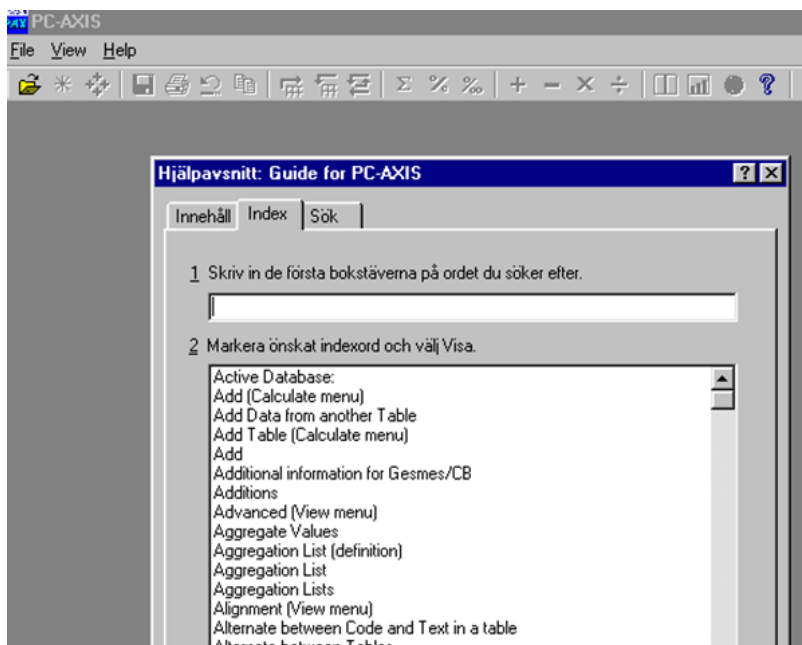 PC-AXIS
File View Help
Σ % ‰ + − × ÷ ?
Hjälpavsnitt: Guide for PC-AXIS
Innehåll Index Sök
1 Skriv in de första bokstäverna på ordet du söker efter.
2 Markera önskat indexord och välj Visa.
Active Database:
Add (Calculate menu)
Add Data from another Table
Add Table (Calculate menu)
Add
Additional information for Gesmes/CB
Additions
Advanced (View menu)
Aggregate Values
Aggregation List (definition)
Aggregation List
Aggregation Lists
Alignment (View menu)
Alternate between Code and Text in a table
Alternate between Tables